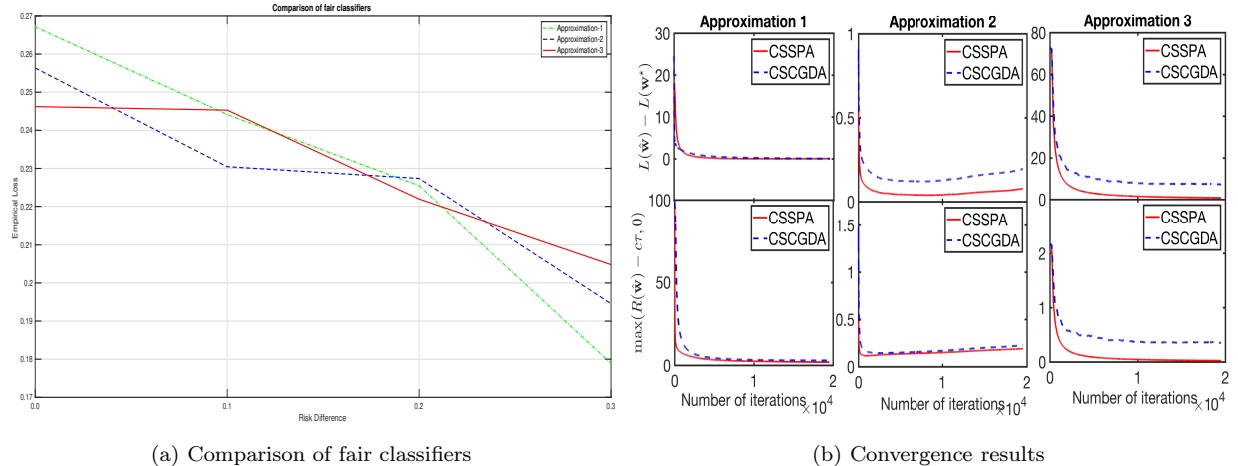 Comparison of fair classifiers
0.27
0.26
0.25
0.24
0.23
0.22
0.21
0.2
0.19
0.18
0.17
Empirical Loss
0.0
0.1
0.2
0.3
Risk Difference
Approximation-1
Approximation-2
Approximation-3
(a) Comparison of fair classifiers
Approximation 1
Approximation 2
Approximation 3
L(ŵ) − L(w*)
30
20
10
0
CSSPA
CSCGDA
1
0.5
0
CSSPA
CSCGDA
80
60
40
20
0
CSSPA
CSCGDA
max(R(ŵ) − cτ, 0)
100
50
0
CSSPA
CSCGDA
0 1 2
Number of iterations ×10⁴
1.5
1
0.5
0
CSSPA
CSCGDA
0 1 2
Number of iterations ×10⁴
2
1
0
CSSPA
CSCGDA
0 1 2
Number of iterations ×10⁴
(b) Convergence results